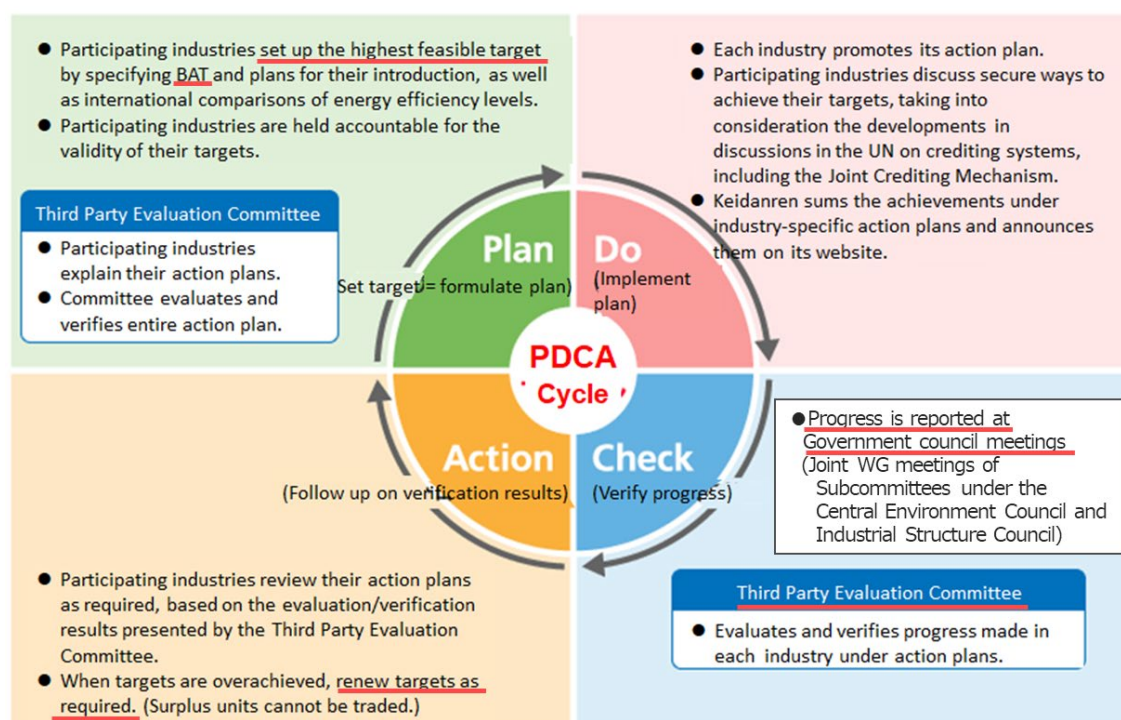 ● Participating industries set up the highest feasible target
by specifying BAT and plans for their introduction, as well
as international comparisons of energy efficiency levels.
● Participating industries are held accountable for the
validity of their targets.
Third Party Evaluation Committee
● Participating industries
explain their action plans.
● Committee evaluates and
verifies entire action plan.
● Each industry promotes its action plan.
● Participating industries discuss secure ways to
achieve their targets, taking into
consideration the developments in
discussions in the UN on crediting systems,
including the Joint Crediting Mechanism.
● Keidanren sums the achievements under
industry-specific action plans and announces
them on its website.
Plan
Set target/= formulate plan)
Do
(Implement
plan)
PDCA
Cycle
Action
(Follow up on verification results)
Check
(Verify progress)
●Progress is reported at
Government council meetings
(Joint WG meetings of
Subcommittees under the
Central Environment Council and
Industrial Structure Council)
Third Party Evaluation Committee
● Evaluates and verifies progress made in
each industry under action plans.
● Participating industries review their action plans
as required, based on the evaluation/verification
results presented by the Third Party Evaluation
Committee.
● When targets are overachieved, renew targets as
required. (Surplus units cannot be traded.)